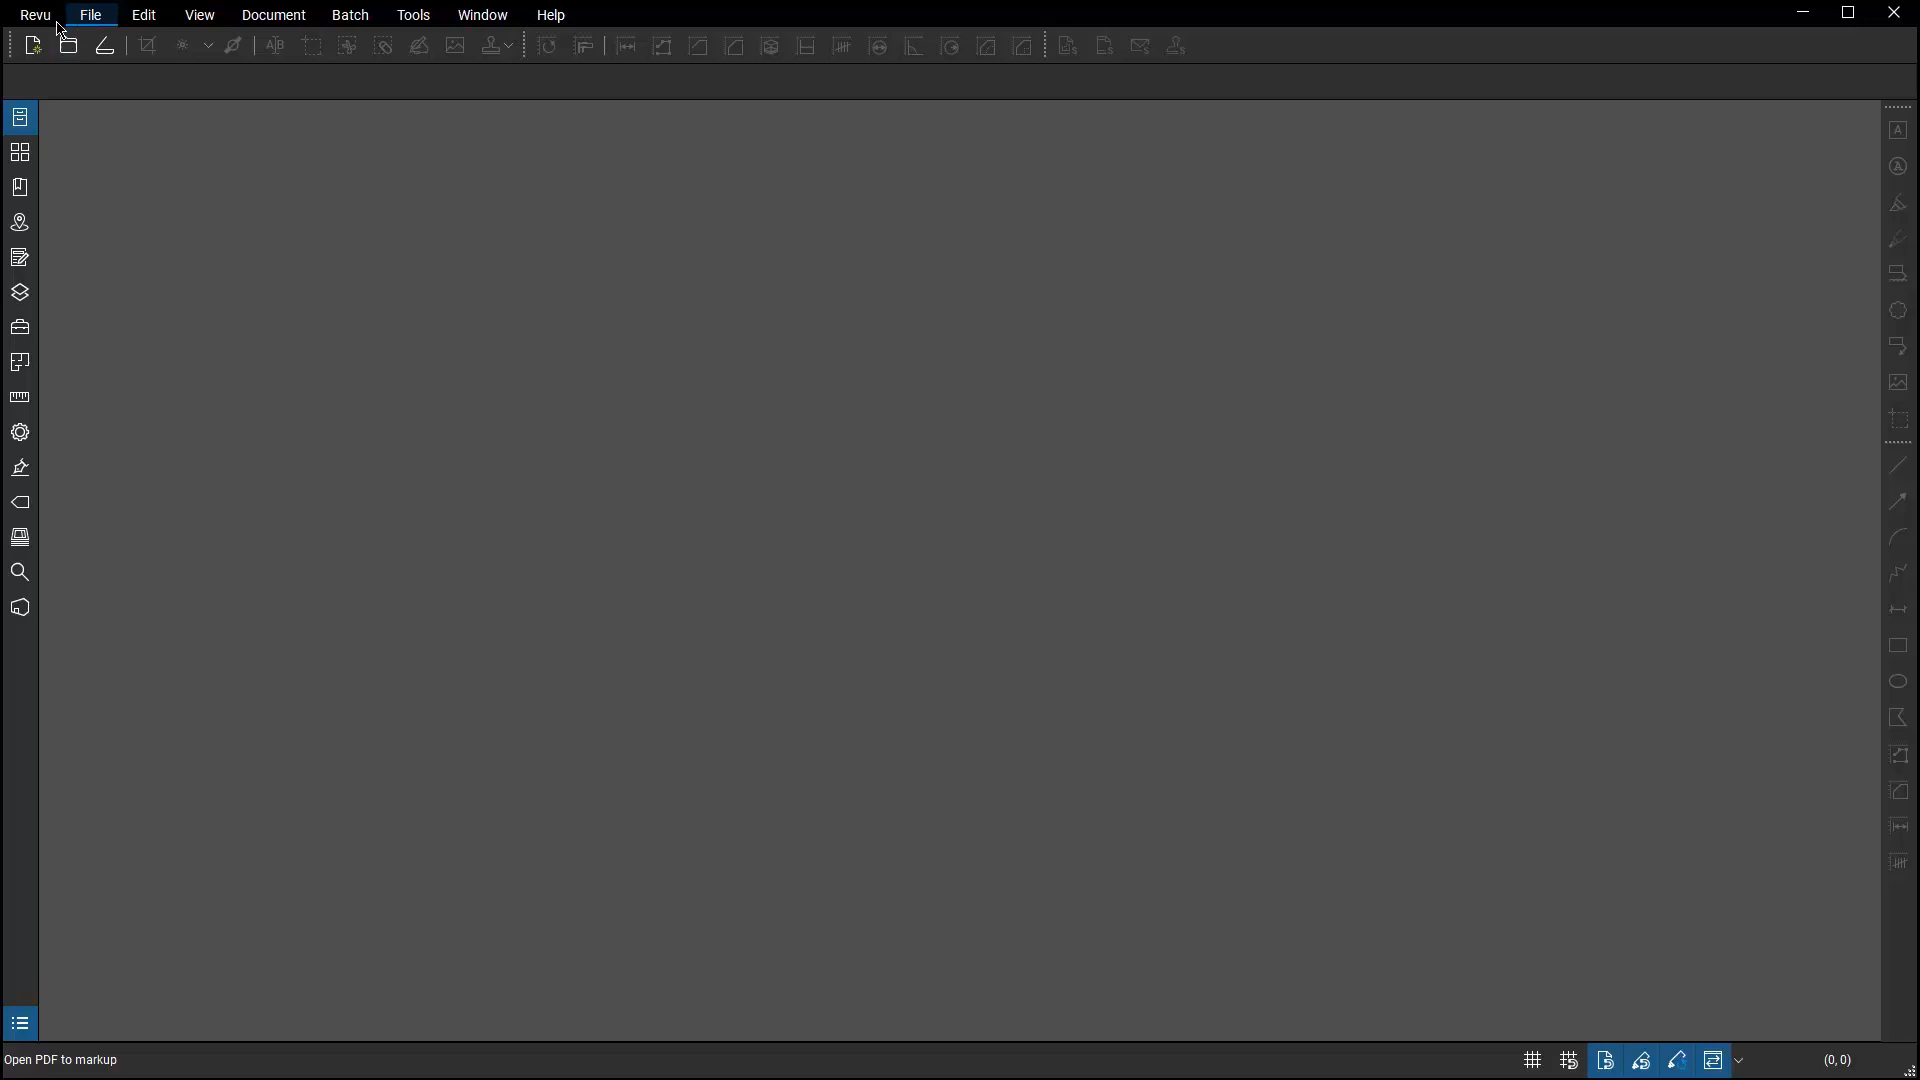 Revu File Edit View Document Batch Tools Window Help
Open PDF to markup
(0, 0)